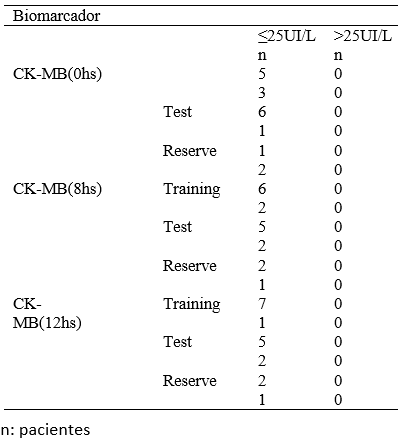 Biomarcador
≤25UI/L >25UI/L
n n
CK-MB(0hs) 5 0
3 0
Test 6 0
1 0
Reserve 1 0
2 0
CK-MB(8hs) Training 6 0
2 0
Test 5 0
2 0
Reserve 2 0
1 0
CK- Training 7 0
MB(12hs) 1 0
Test 5 0
2 0
Reserve 2 0
1 0
n: pacientes